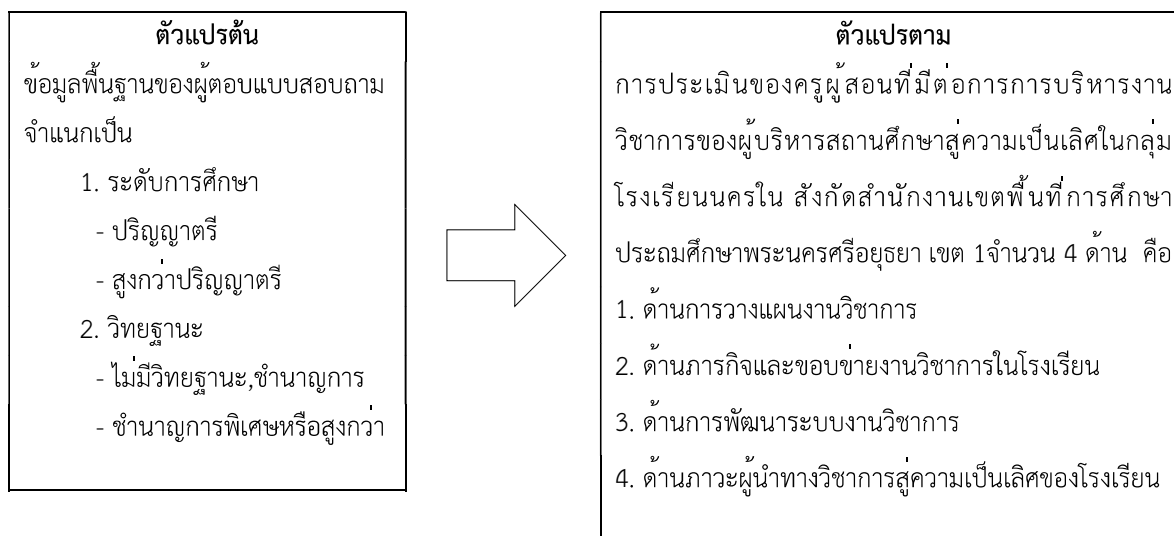 ตัวแปรต้น
ข้อมูลพื้นฐานของผู้ตอบแบบสอบถาม
จำแนกเป็น
1. ระดับการศึกษา
- ปริญญาตรี
- สูงกว่าปริญญาตรี
2. วิทยฐานะ
- ไม่มีวิทยฐานะ,ชำนาญการ
- ชำนาญการพิเศษหรือสูงกว่า
ตัวแปรตาม
การประเมินของครูผู้สอนที่มีต่อการการบริหารงาน
วิชาการของผู้บริหารสถานศึกษาสู่ความเป็นเลิศในกลุ่ม
โรงเรียนนครใน สังกัดสำนักงานเขตพื้นที่การศึกษา
ประถมศึกษาพระนครศรีอยุธยา เขต 1จำนวน 4 ด้าน คือ
1. ด้านการวางแผนงานวิชาการ
2. ด้านภารกิจและขอบข่ายงานวิชาการในโรงเรียน
3. ด้านการพัฒนาระบบงานวิชาการ
4. ด้านภาวะผู้นำทางวิชาการสู่ความเป็นเลิศของโรงเรียน